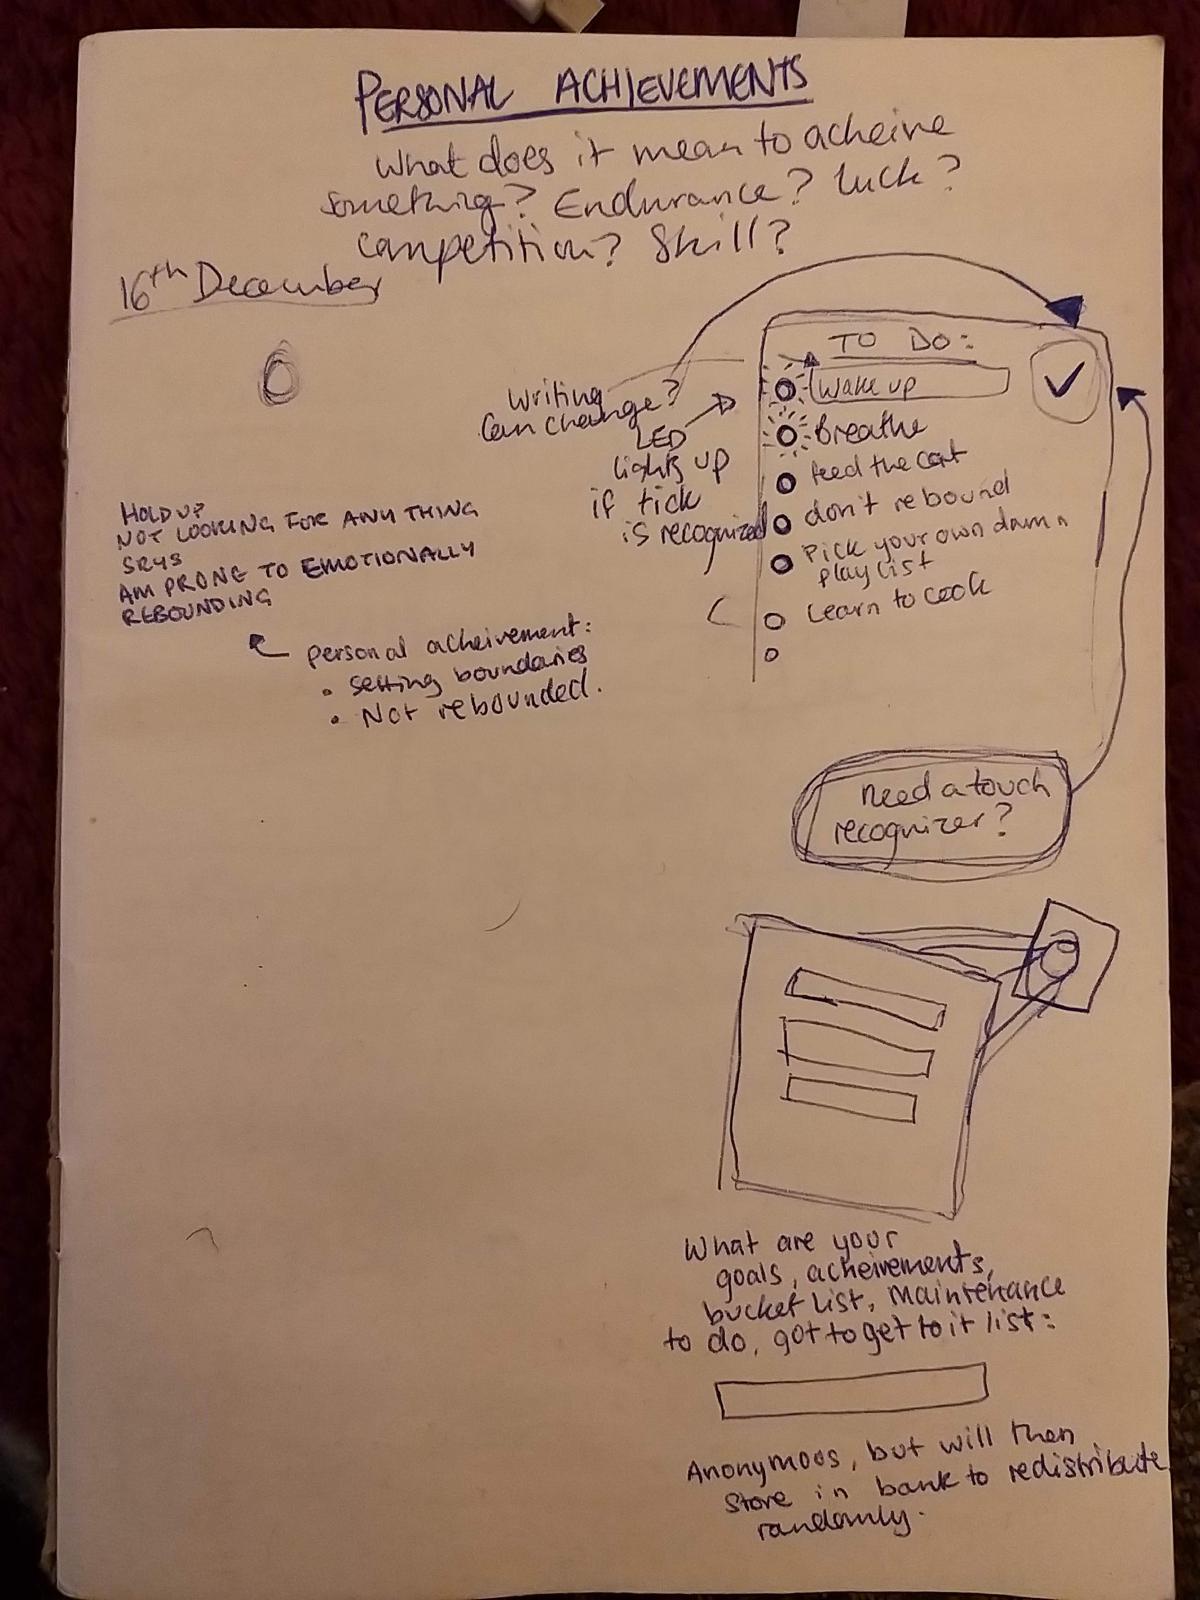 PERSONAL ACHIEVEMENTS
What does it mean to acheive
something? Endurance? Luck?
competition? Skill?
16th December
Writing
Can change?
LED
lights up
if tick
is recognized
TO DO:
Wake up
Breathe
feed the cat
don't rebound
Pick your own damn
playlist
Learn to cook
HOLD UP
NOT LOOKING FOR ANYTHING
SRYS
AM PRONE TO EMOTIONALLY
REBOUNDING
personal acheivement:
• setting boundaries
• Not rebounded.
need a touch
recognizer?
What are your
goals, acheivements,
bucket list, maintenance
to do, got to get to it list:
Anonymoos, but will then
store in bank to redistribute
randomly.